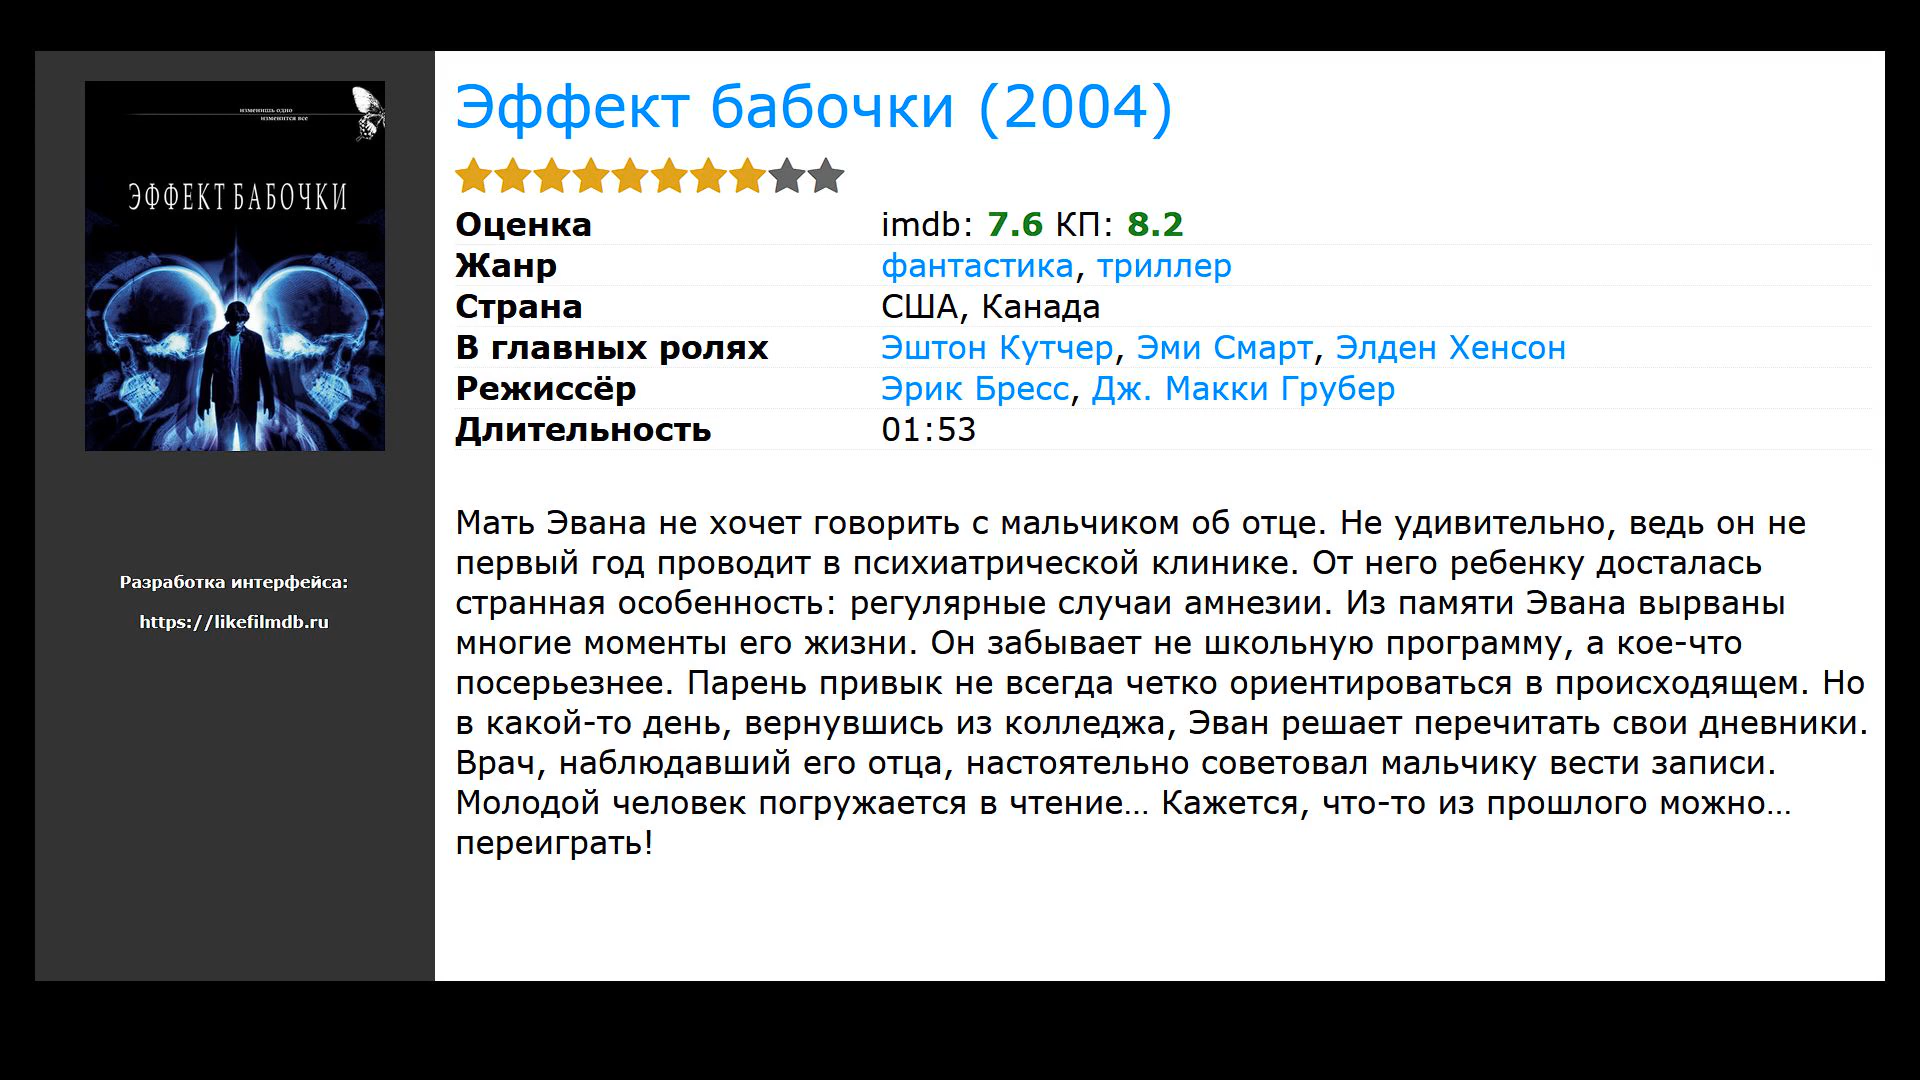 изменишь одно
изменится все
ЭФФЕКТ БАБОЧКИ
Разработка интерфейса:
https://likefilmdb.ru
Эффект бабочки (2004)
Оценка imdb: 7.6 КП: 8.2
Жанр фантастика, триллер
Страна США, Канада
В главных ролях Эштон Кутчер, Эми Смарт, Элден Хенсон
Режиссёр Эрик Бресс, Дж. Макки Грубер
Длительность 01:53
Мать Эвана не хочет говорить с мальчиком об отце. Не удивительно, ведь он не
первый год проводит в психиатрической клинике. От него ребенку досталась
странная особенность: регулярные случаи амнезии. Из памяти Эвана вырваны
многие моменты его жизни. Он забывает не школьную программу, а кое-что
посерьезнее. Парень привык не всегда четко ориентироваться в происходящем. Но
в какой-то день, вернувшись из колледжа, Эван решает перечитать свои дневники.
Врач, наблюдавший его отца, настоятельно советовал мальчику вести записи.
Молодой человек погружается в чтение… Кажется, что-то из прошлого можно…
переиграть!